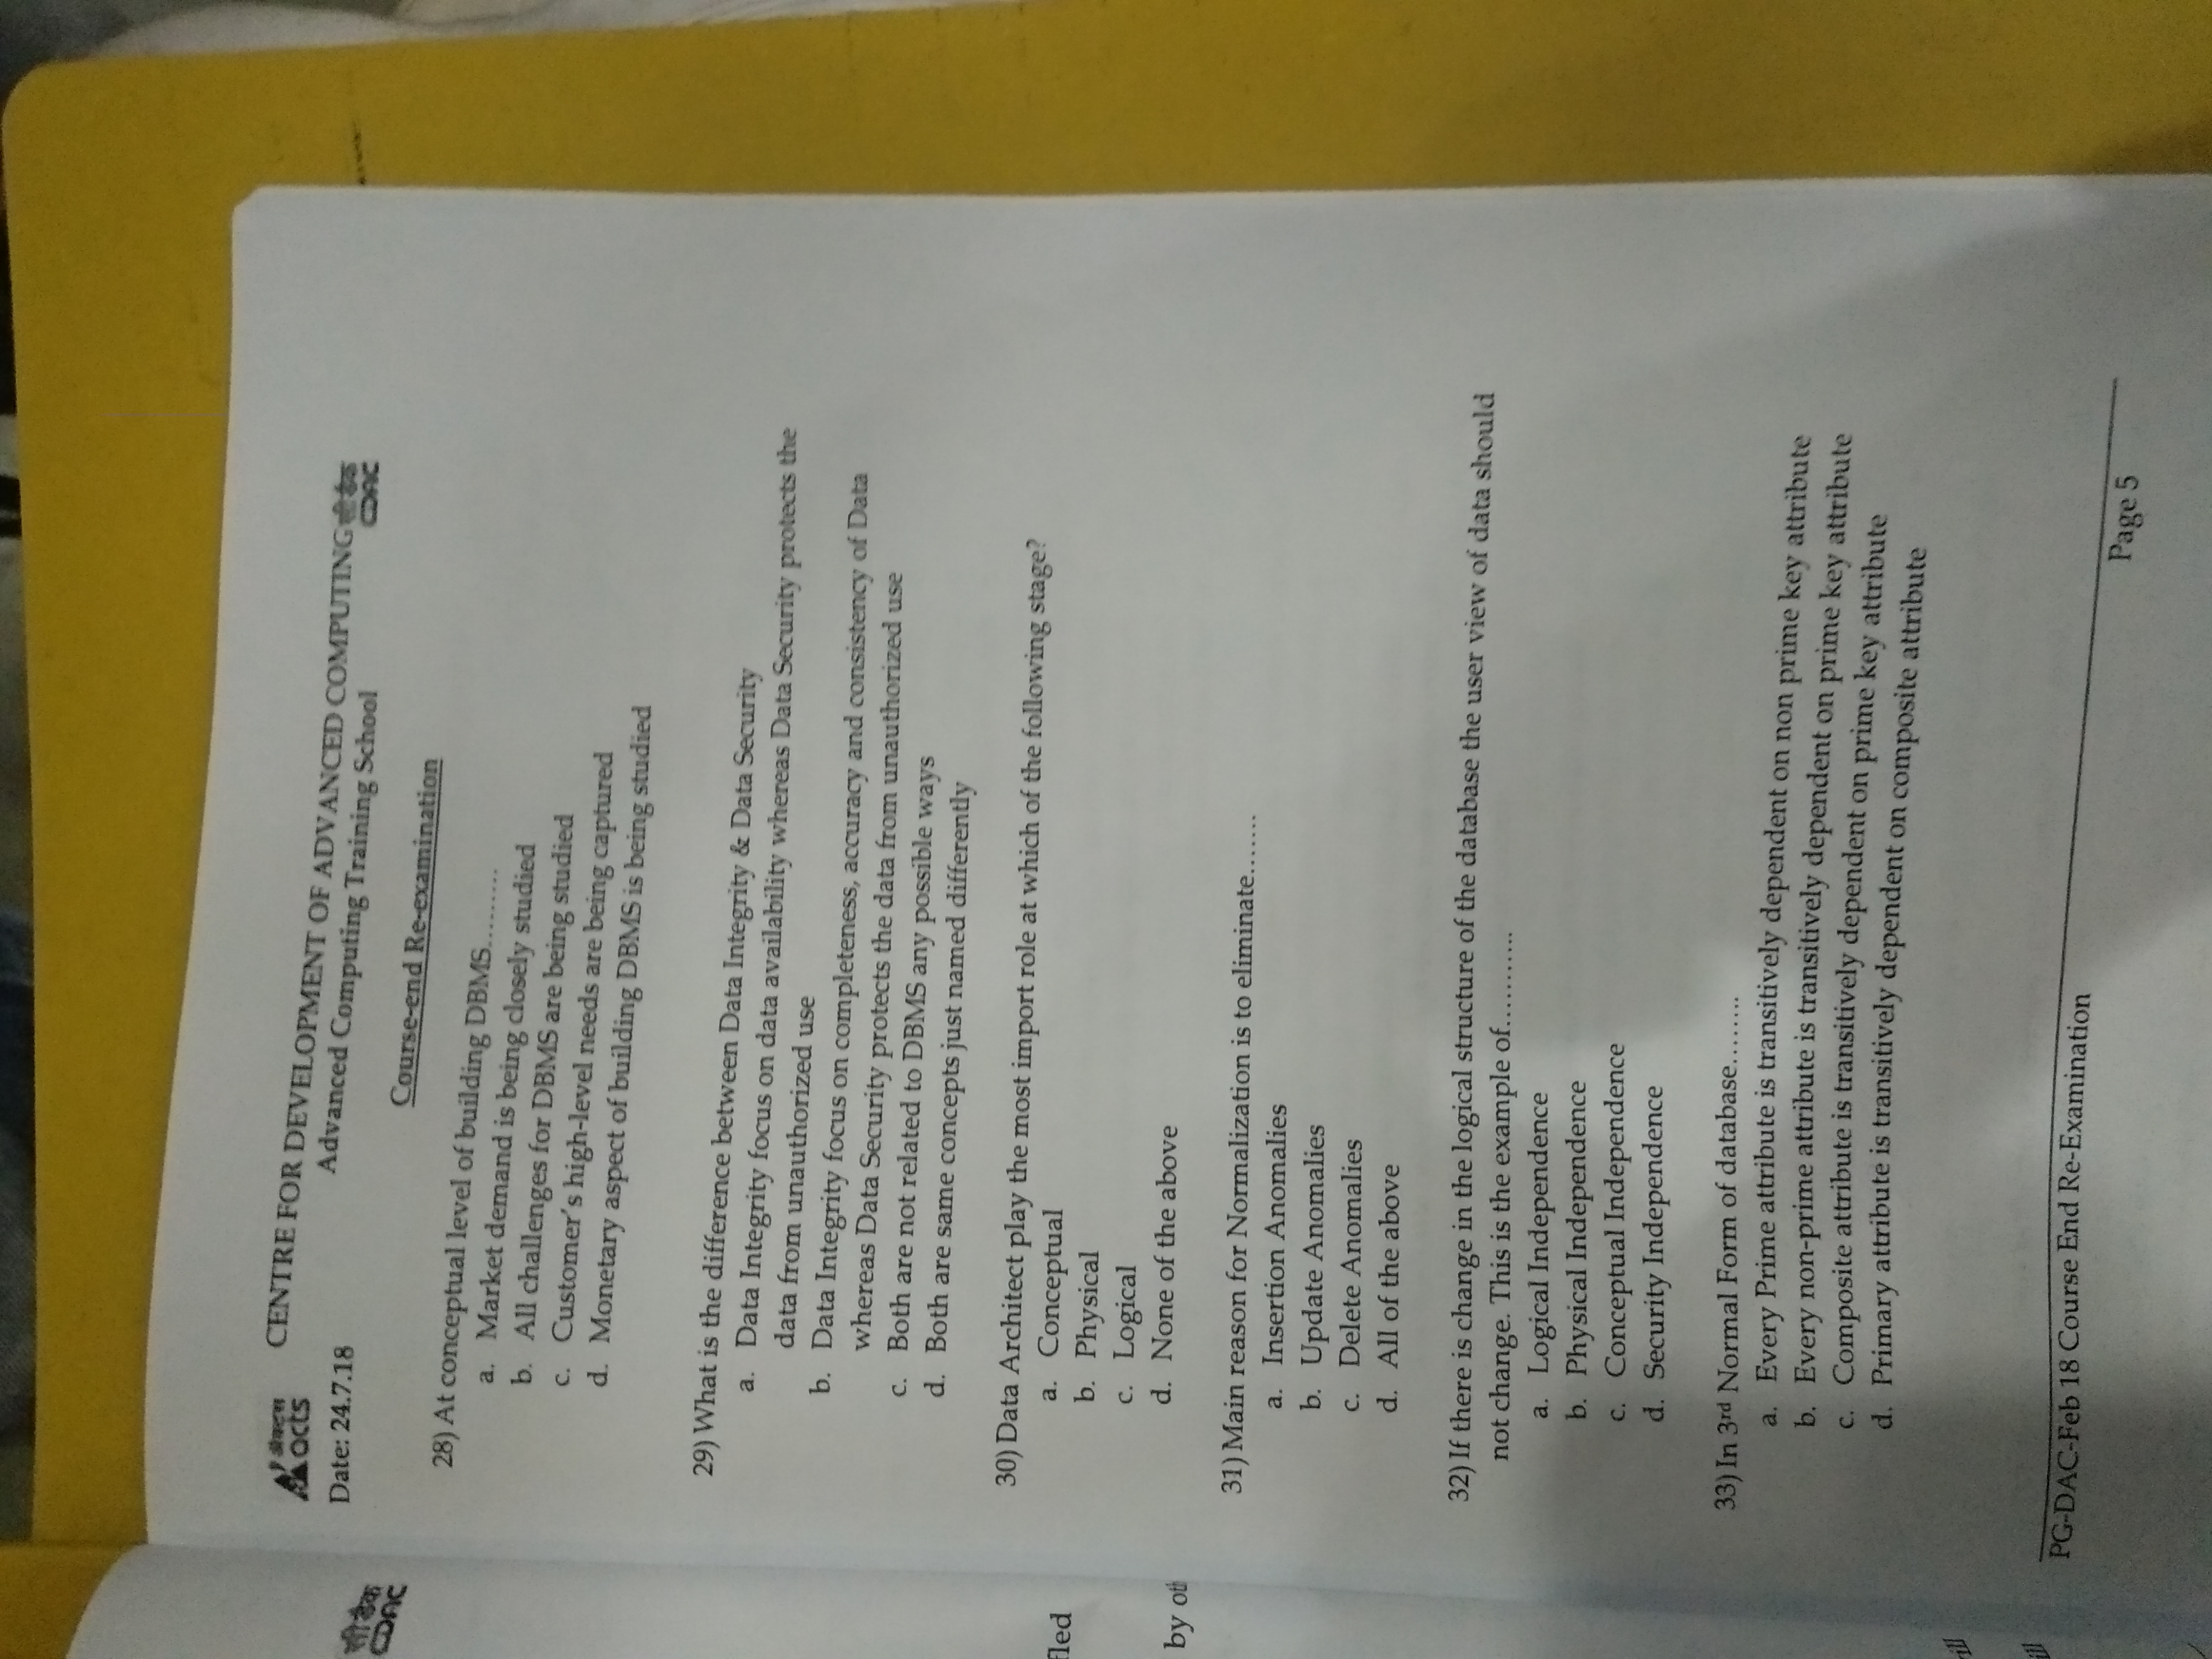 अॅक्टस
acts
CENTRE FOR DEVELOPMENT OF ADVANCED COMPUTING
सी डैक
CDAC
Date: 24.7.18
Advanced Computing Training School
सी डैक
CDAC
Course-end Re-examination
28) At conceptual level of building DBMS.........
a. Market demand is being closely studied
b. All challenges for DBMS are being studied
c. Customer's high-level needs are being captured
d. Monetary aspect of building DBMS is being studied
29) What is the difference between Data Integrity & Data Security
a. Data Integrity focus on data availability whereas Data Security protects the
data from unauthorized use
b. Data Integrity focus on completeness, accuracy and consistency of Data
whereas Data Security protects the data from unauthorized use
c. Both are not related to DBMS any possible ways
d. Both are same concepts just named differently
30) Data Architect play the most import role at which of the following stage?
a. Conceptual
b. Physical
c. Logical
d. None of the above
31) Main reason for Normalization is to eliminate.......
a. Insertion Anomalies
b. Update Anomalies
c. Delete Anomalies
d. All of the above
32) If there is change in the logical structure of the database the user view of data should
not change. This is the example of...........
a. Logical Independence
b. Physical Independence
c. Conceptual Independence
d. Security Independence
33) In 3rd Normal Form of database........
a. Every Prime attribute is transitively dependent on non prime key attribute
b. Every non-prime attribute is transitively dependent on prime key attribute
c. Composite attribute is transitively dependent on prime key attribute
d. Primary attribute is transitively dependent on composite attribute
PG-DAC-Feb 18 Course End Re-Examination
Page 5
by